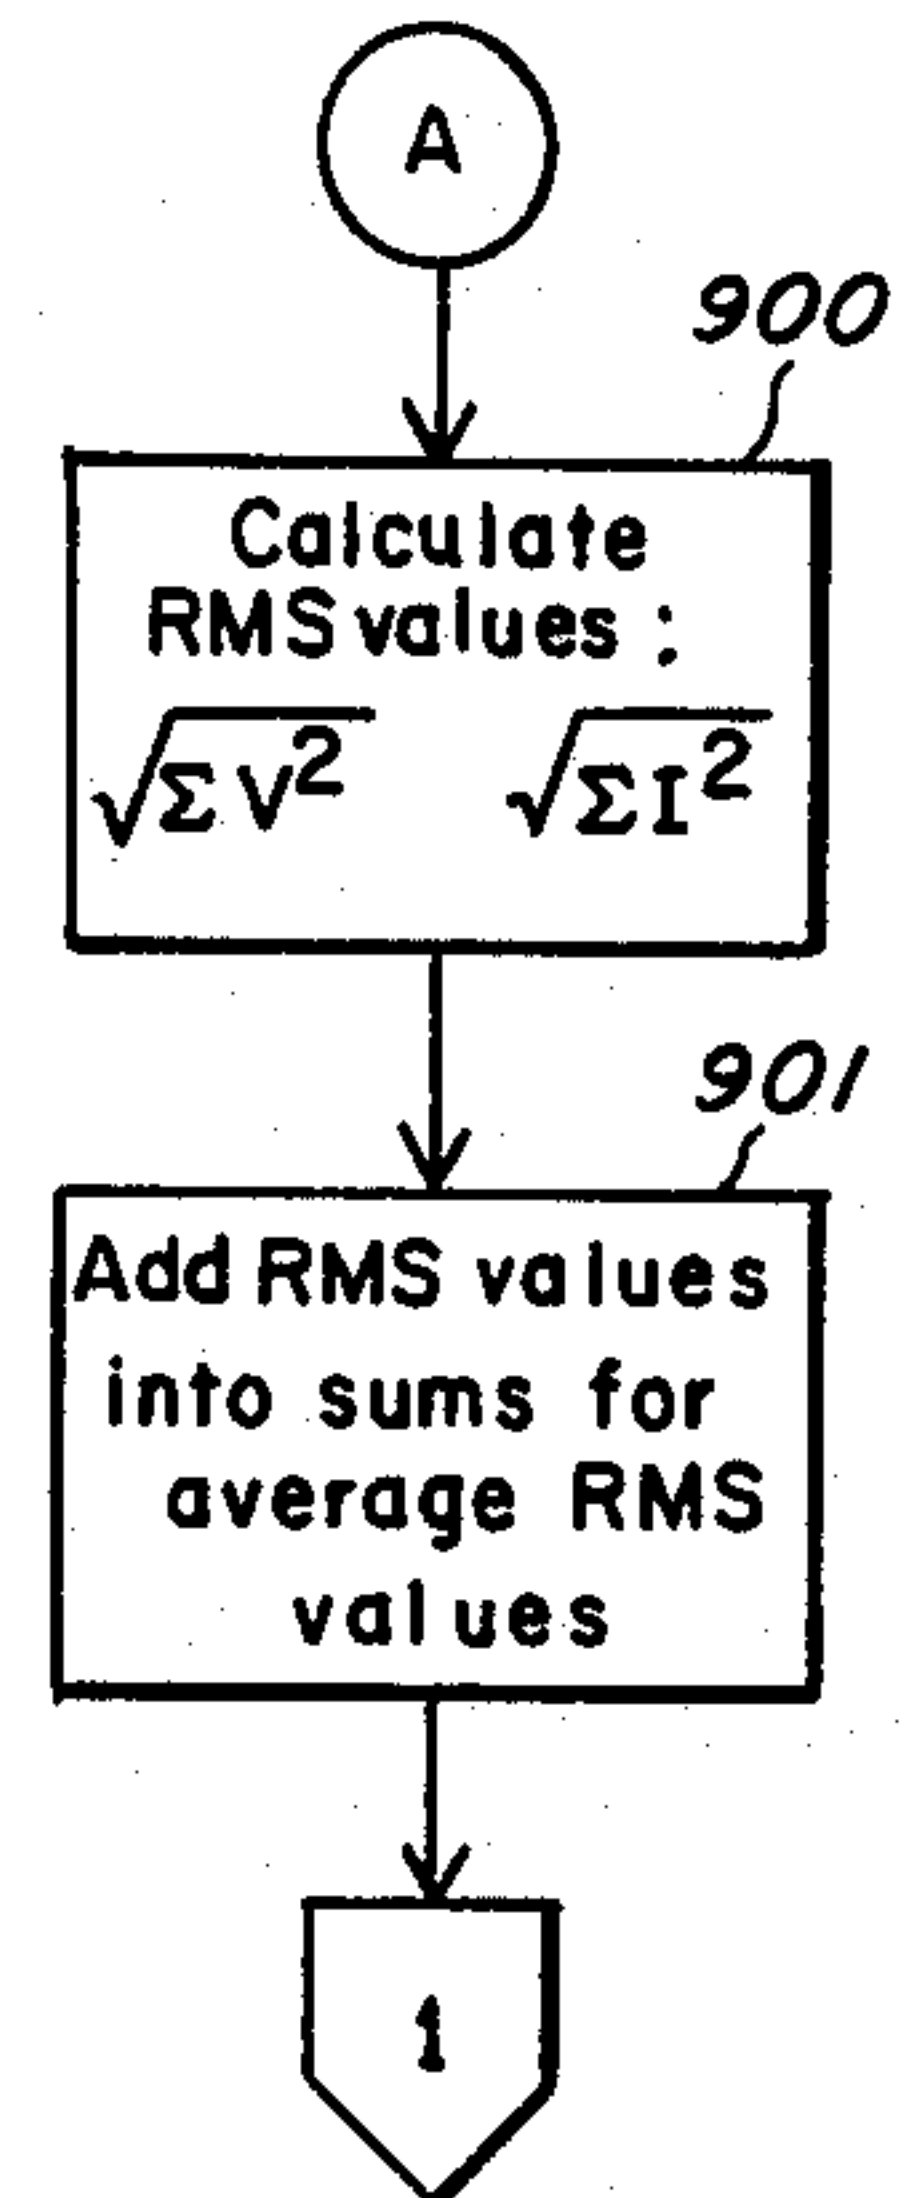 A
900
Calculate
RMS values :
√ΣV² √ΣI²
901
Add RMS values
into sums for
average RMS
values
1